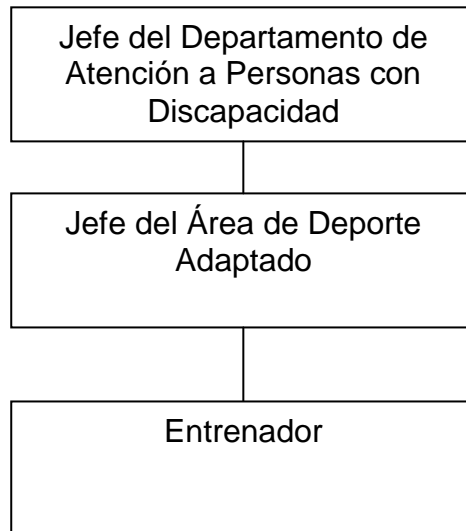 Jefe del Departamento de
Atención a Personas con
Discapacidad
Jefe del Área de Deporte
Adaptado
Entrenador